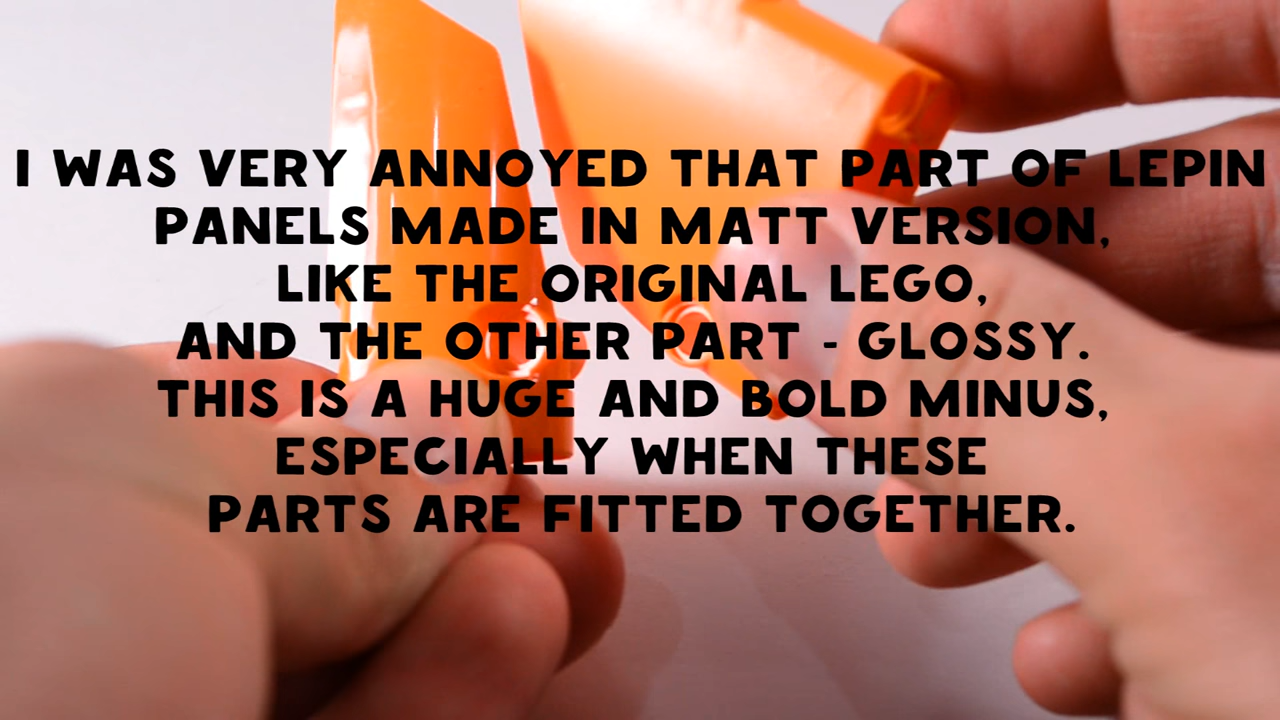 I WAS VERY ANNOYED THAT PART OF LEPIN
PANELS MADE IN MATT VERSION,
LIKE THE ORIGINAL LEGO,
AND THE OTHER PART - GLOSSY.
THIS IS A HUGE AND BOLD MINUS,
ESPECIALLY WHEN THESE
PARTS ARE FITTED TOGETHER.